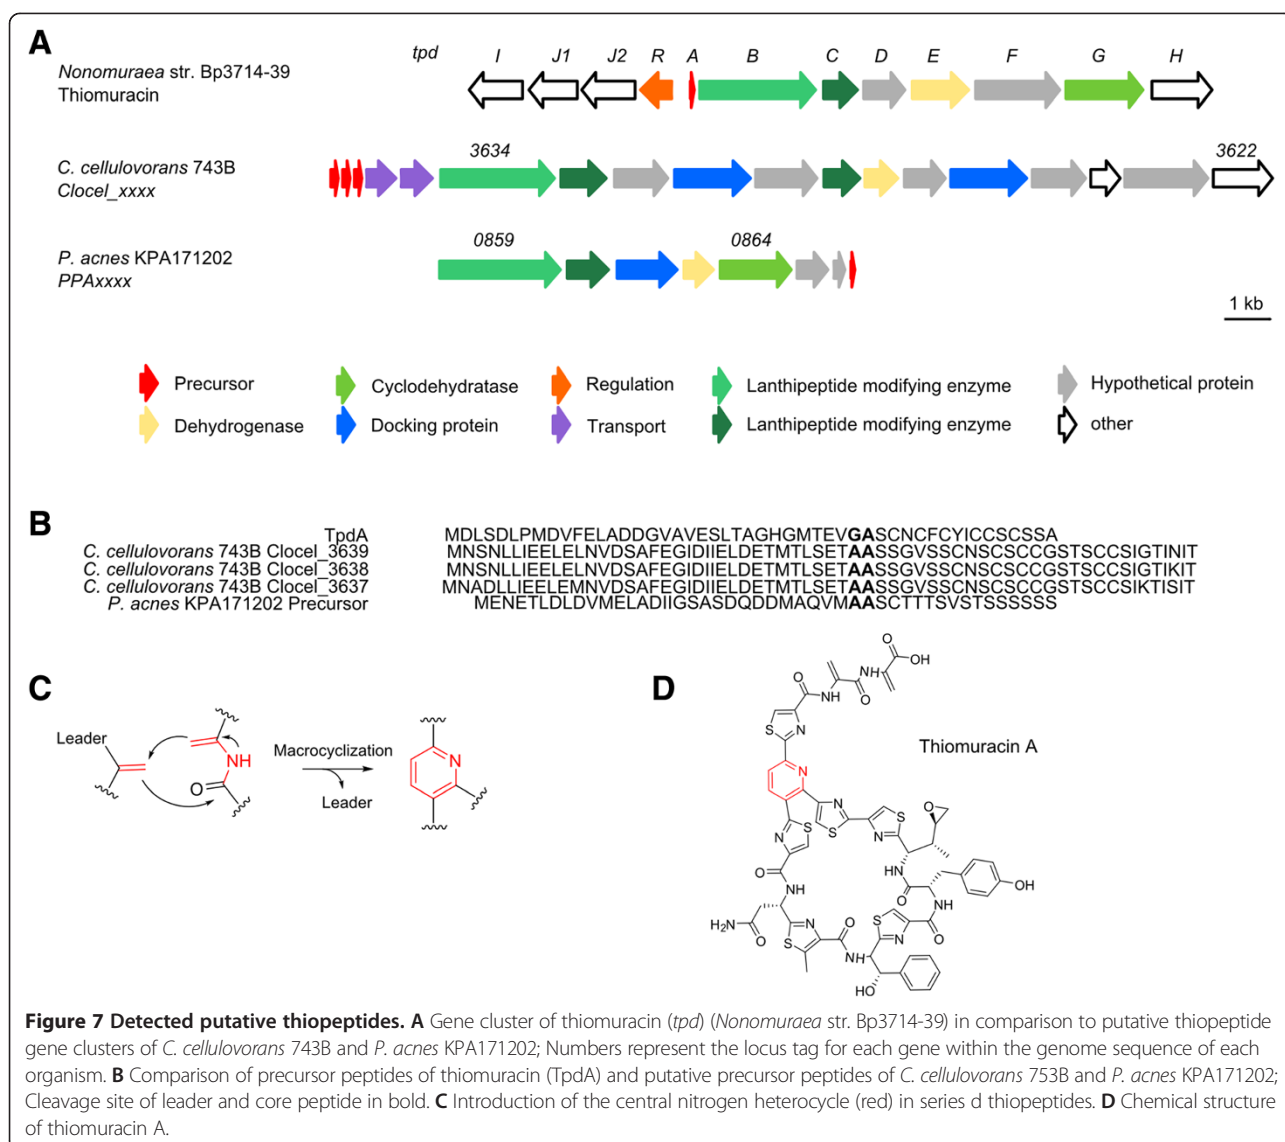 A
tpd I J1 J2 R A B C D E F G H
Nonomuraea str. Bp3714-39
Thiomuracin
C. cellulovorans 743B
Clocel_xxxx
3634 3622
P. acnes KPA171202
PPAxxxx
0859 0864
1 kb
Precursor Cyclodehydratase Regulation Lanthipeptide modifying enzyme Hypothetical protein
Dehydrogenase Docking protein Transport Lanthipeptide modifying enzyme other
B
TpdA MDLSDLPMDVFELADDGVAVESLTAGHGMTEVGASCNCFCYICCSCSSA
C. cellulovorans 743B Clocel_3639 MNSNLLIEELELNVDSAFEGIDIIELDETMTLSETAASSGVSSCNSCSCCGSTSCCSIGTINIT
C. cellulovorans 743B Clocel_3638 MNSNLLIEELELNVDSAFEGIDIIELDETMTLSETAASSGVSSCNSCSCCGSTSCCSIGTKIT
C. cellulovorans 743B Clocel_3637 MNADLLIEELEMNVDSAFEGIDIIELDETMTLSETAASSGVSSCNSCSCCGSTSCCSIKTISIT
P. acnes KPA171202 Precursor MENETLDLDVMELADIIGSASDQDDMAQVMAASCTTTSVSTSSSSSS
C
Leader
NH
O
Macrocyclization
Leader
N
D
Thiomuracin A
O
OH
NH
O
O
NH
S
N
N
N
S
S
N
S
N
O
O
NH
HN
O
OH
NH
H₂N
O
N
S
O
NH
S
N
O
HO
Figure 7 Detected putative thiopeptides. A Gene cluster of thiomuracin (tpd) (Nonomuraea str. Bp3714-39) in comparison to putative thiopeptide
gene clusters of C. cellulovorans 743B and P. acnes KPA171202; Numbers represent the locus tag for each gene within the genome sequence of each
organism. B Comparison of precursor peptides of thiomuracin (TpdA) and putative precursor peptides of C. cellulovorans 753B and P. acnes KPA171202;
Cleavage site of leader and core peptide in bold. C Introduction of the central nitrogen heterocycle (red) in series d thiopeptides. D Chemical structure
of thiomuracin A.